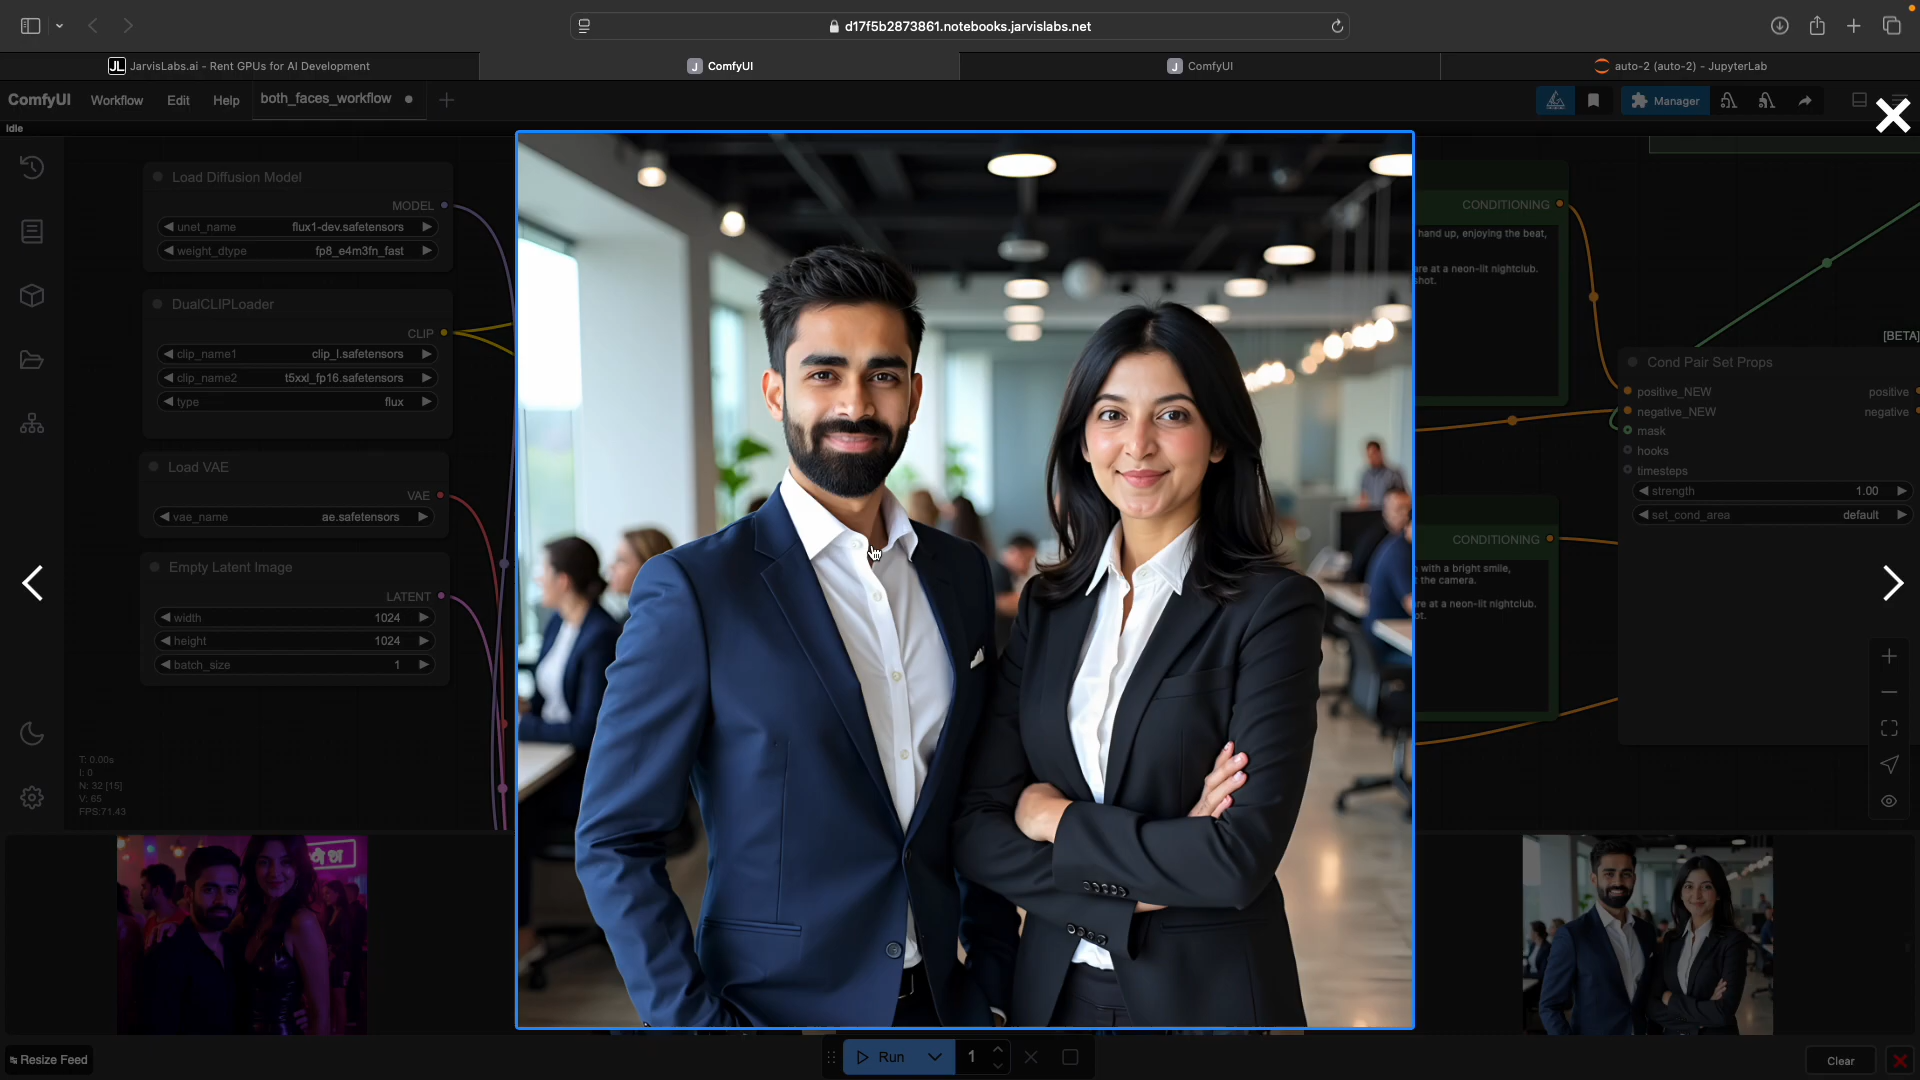 d17f5b2873861.notebooks.jarvislabs.net
JL JarvisLabs.ai - Rent GPUs for AI Development
J ComfyUI
J ComfyUI
auto-2 (auto-2) - JupyterLab
ComfyUI Workflow Edit Help both_faces_workflow
Manager
Idle
Load Diffusion Model
MODEL
unet_name flux1-dev.safetensors
weight_dtype fp8_e4m3fn_fast
DualCLIPLoader
CLIP
clip_name1 clip_l.safetensors
clip_name2 t5xxl_fp16.safetensors
type flux
Load VAE
VAE
vae_name ae.safetensors
Empty Latent Image
LATENT
width 1024
height 1024
batch_size 1
T: 0.00s
I: 0
N: 32 [15]
V: 65
FPS:71.43
CONDITIONING
hand up, enjoying the beat,
re at a neon-lit nightclub.
shot.
CONDITIONING
with a bright smile,
the camera.
re at a neon-lit nightclub.
ot.
[BETA]
Cond Pair Set Props
positive_NEW positive
negative_NEW negative
mask
hooks
timesteps
strength 1.00
set_cond_area default
Resize Feed
Run 1
Clear